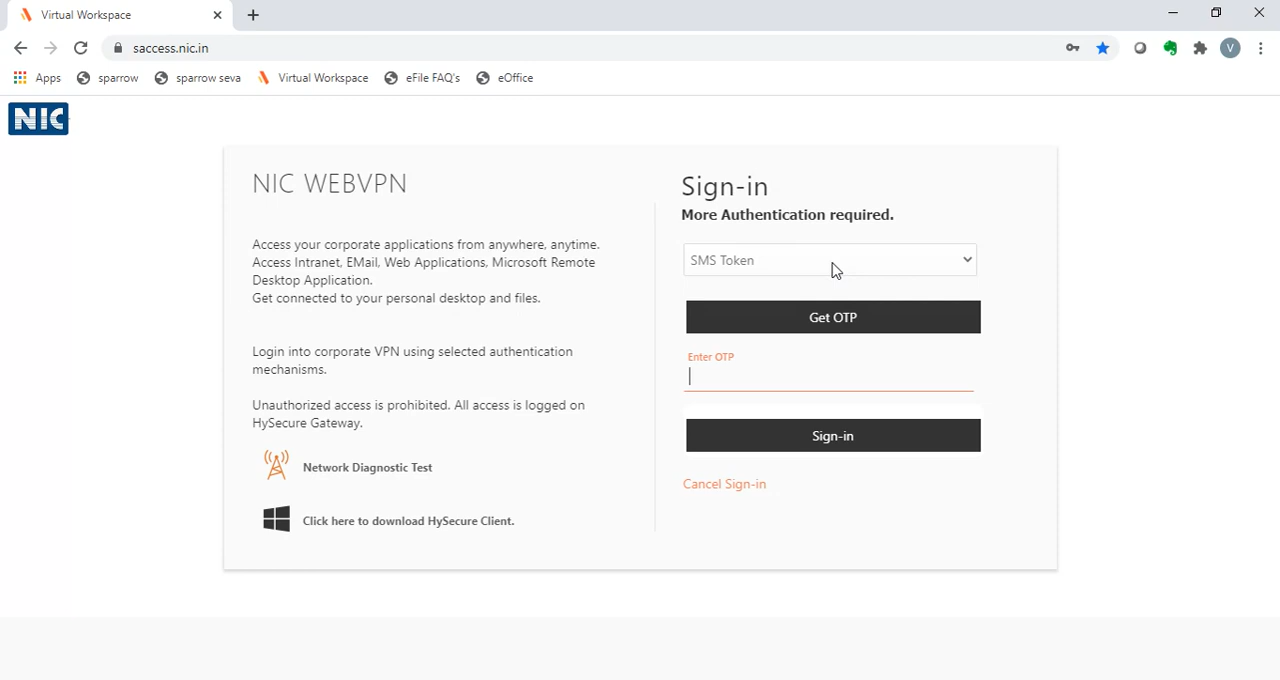 Virtual Workspace
saccess.nic.in
V
Apps sparrow sparrow seva Virtual Workspace eFile FAQ's eOffice
NIC
NIC WEBVPN
Access your corporate applications from anywhere, anytime.
Access Intranet, EMail, Web Applications, Microsoft Remote
Desktop Application.
Get connected to your personal desktop and files.
Login into corporate VPN using selected authentication
mechanisms.
Unauthorized access is prohibited. All access is logged on
HySecure Gateway.
Network Diagnostic Test
Click here to download HySecure Client.
Sign-in
More Authentication required.
SMS Token
Get OTP
Enter OTP
Sign-in
Cancel Sign-in